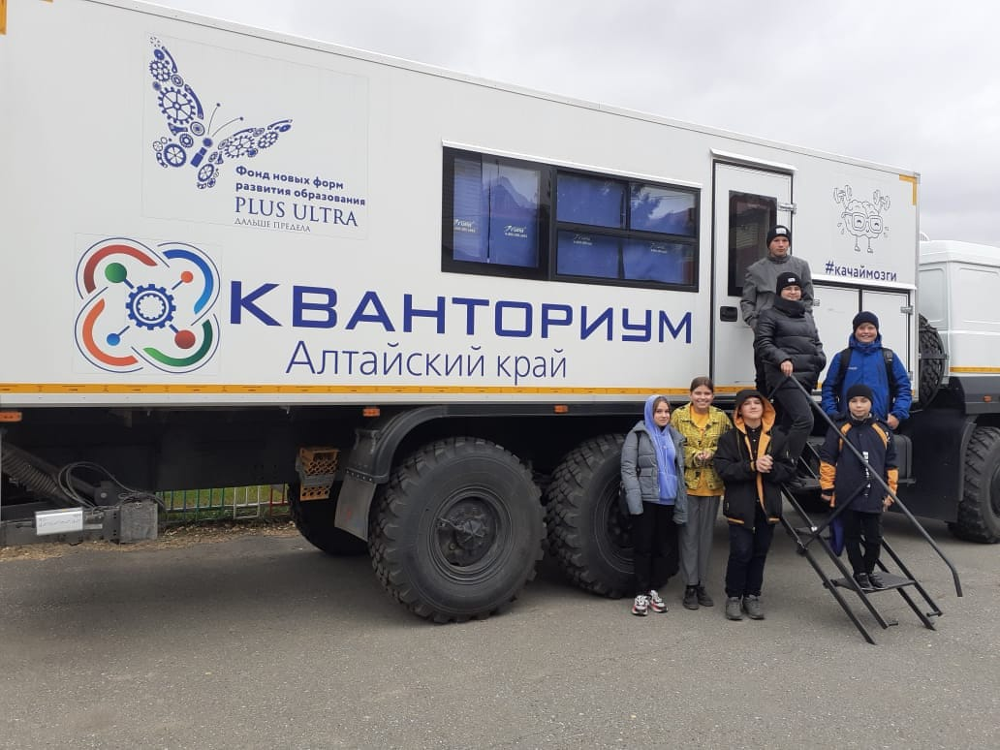 Фонд новых форм
развития образования
PLUS ULTRA
ДАЛЬШЕ ПРЕДЕЛА
КВАНТОРИУМ
Алтайский край
#качаймозги